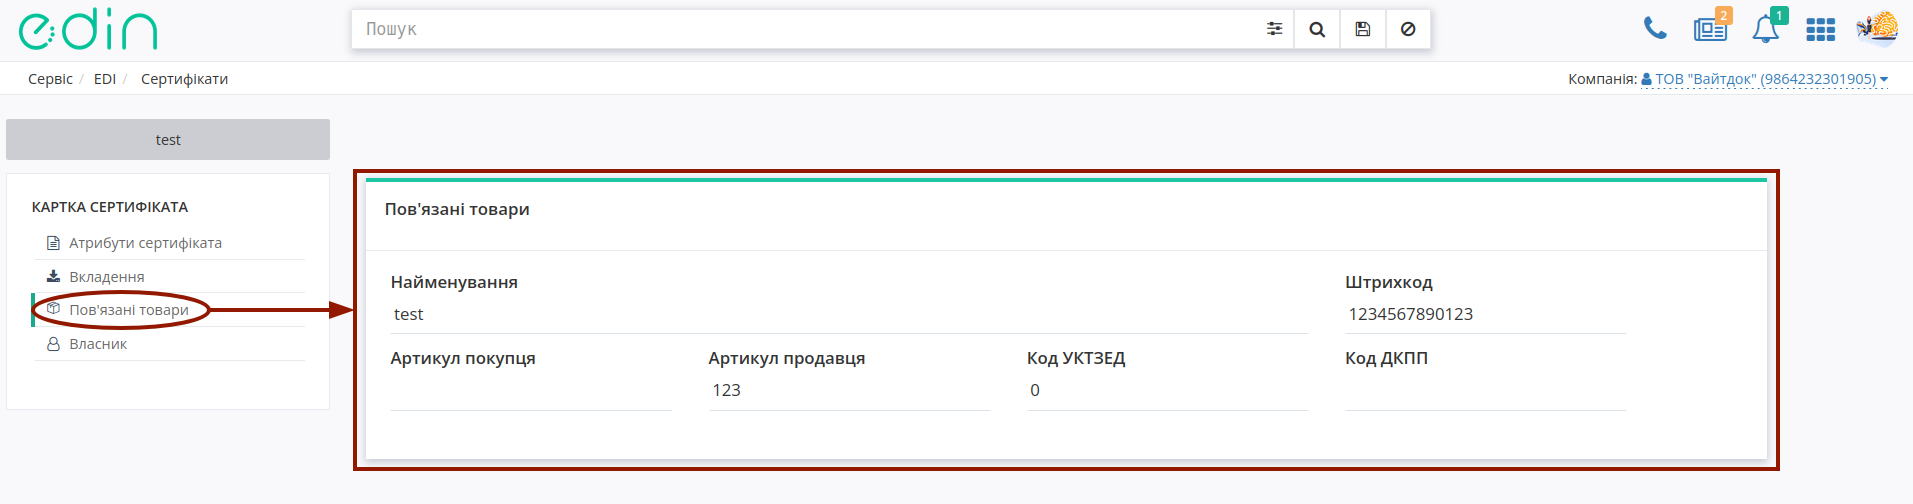 edin
Пошук
2
1
Сервіс / EDI / Сертифікати
Компанія: ТОВ "Вайтдок" (9864232301905)
test
КАРТКА СЕРТИФІКАТА
Атрибути сертифіката
Вкладення
Пов'язані товари
Власник
Пов'язані товари
Найменування Штрихкод
test 1234567890123
Артикул покупця Артикул продавця Код УКТЗЕД Код ДКПП
123 0